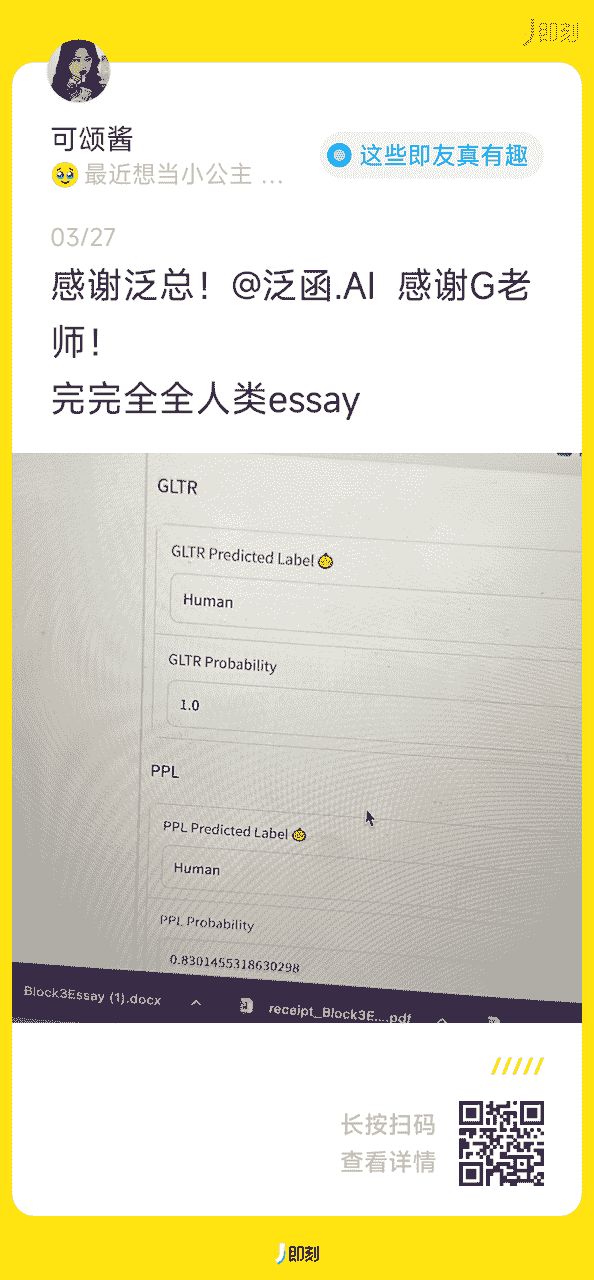 即刻
可颂酱
最近想当小公主 ...
这些即友真有趣
03/27
感谢泛总！@泛函.AI 感谢G老
师！
完完全全人类essay
GLTR
GLTR Predicted Label
Human
GLTR Probability
1.0
PPL
PPL Predicted Label
Human
PPL Probability
0.8301455318630298
Block3Essay (1).docx
receipt_Block3E....pdf
长按扫码
查看详情
即刻